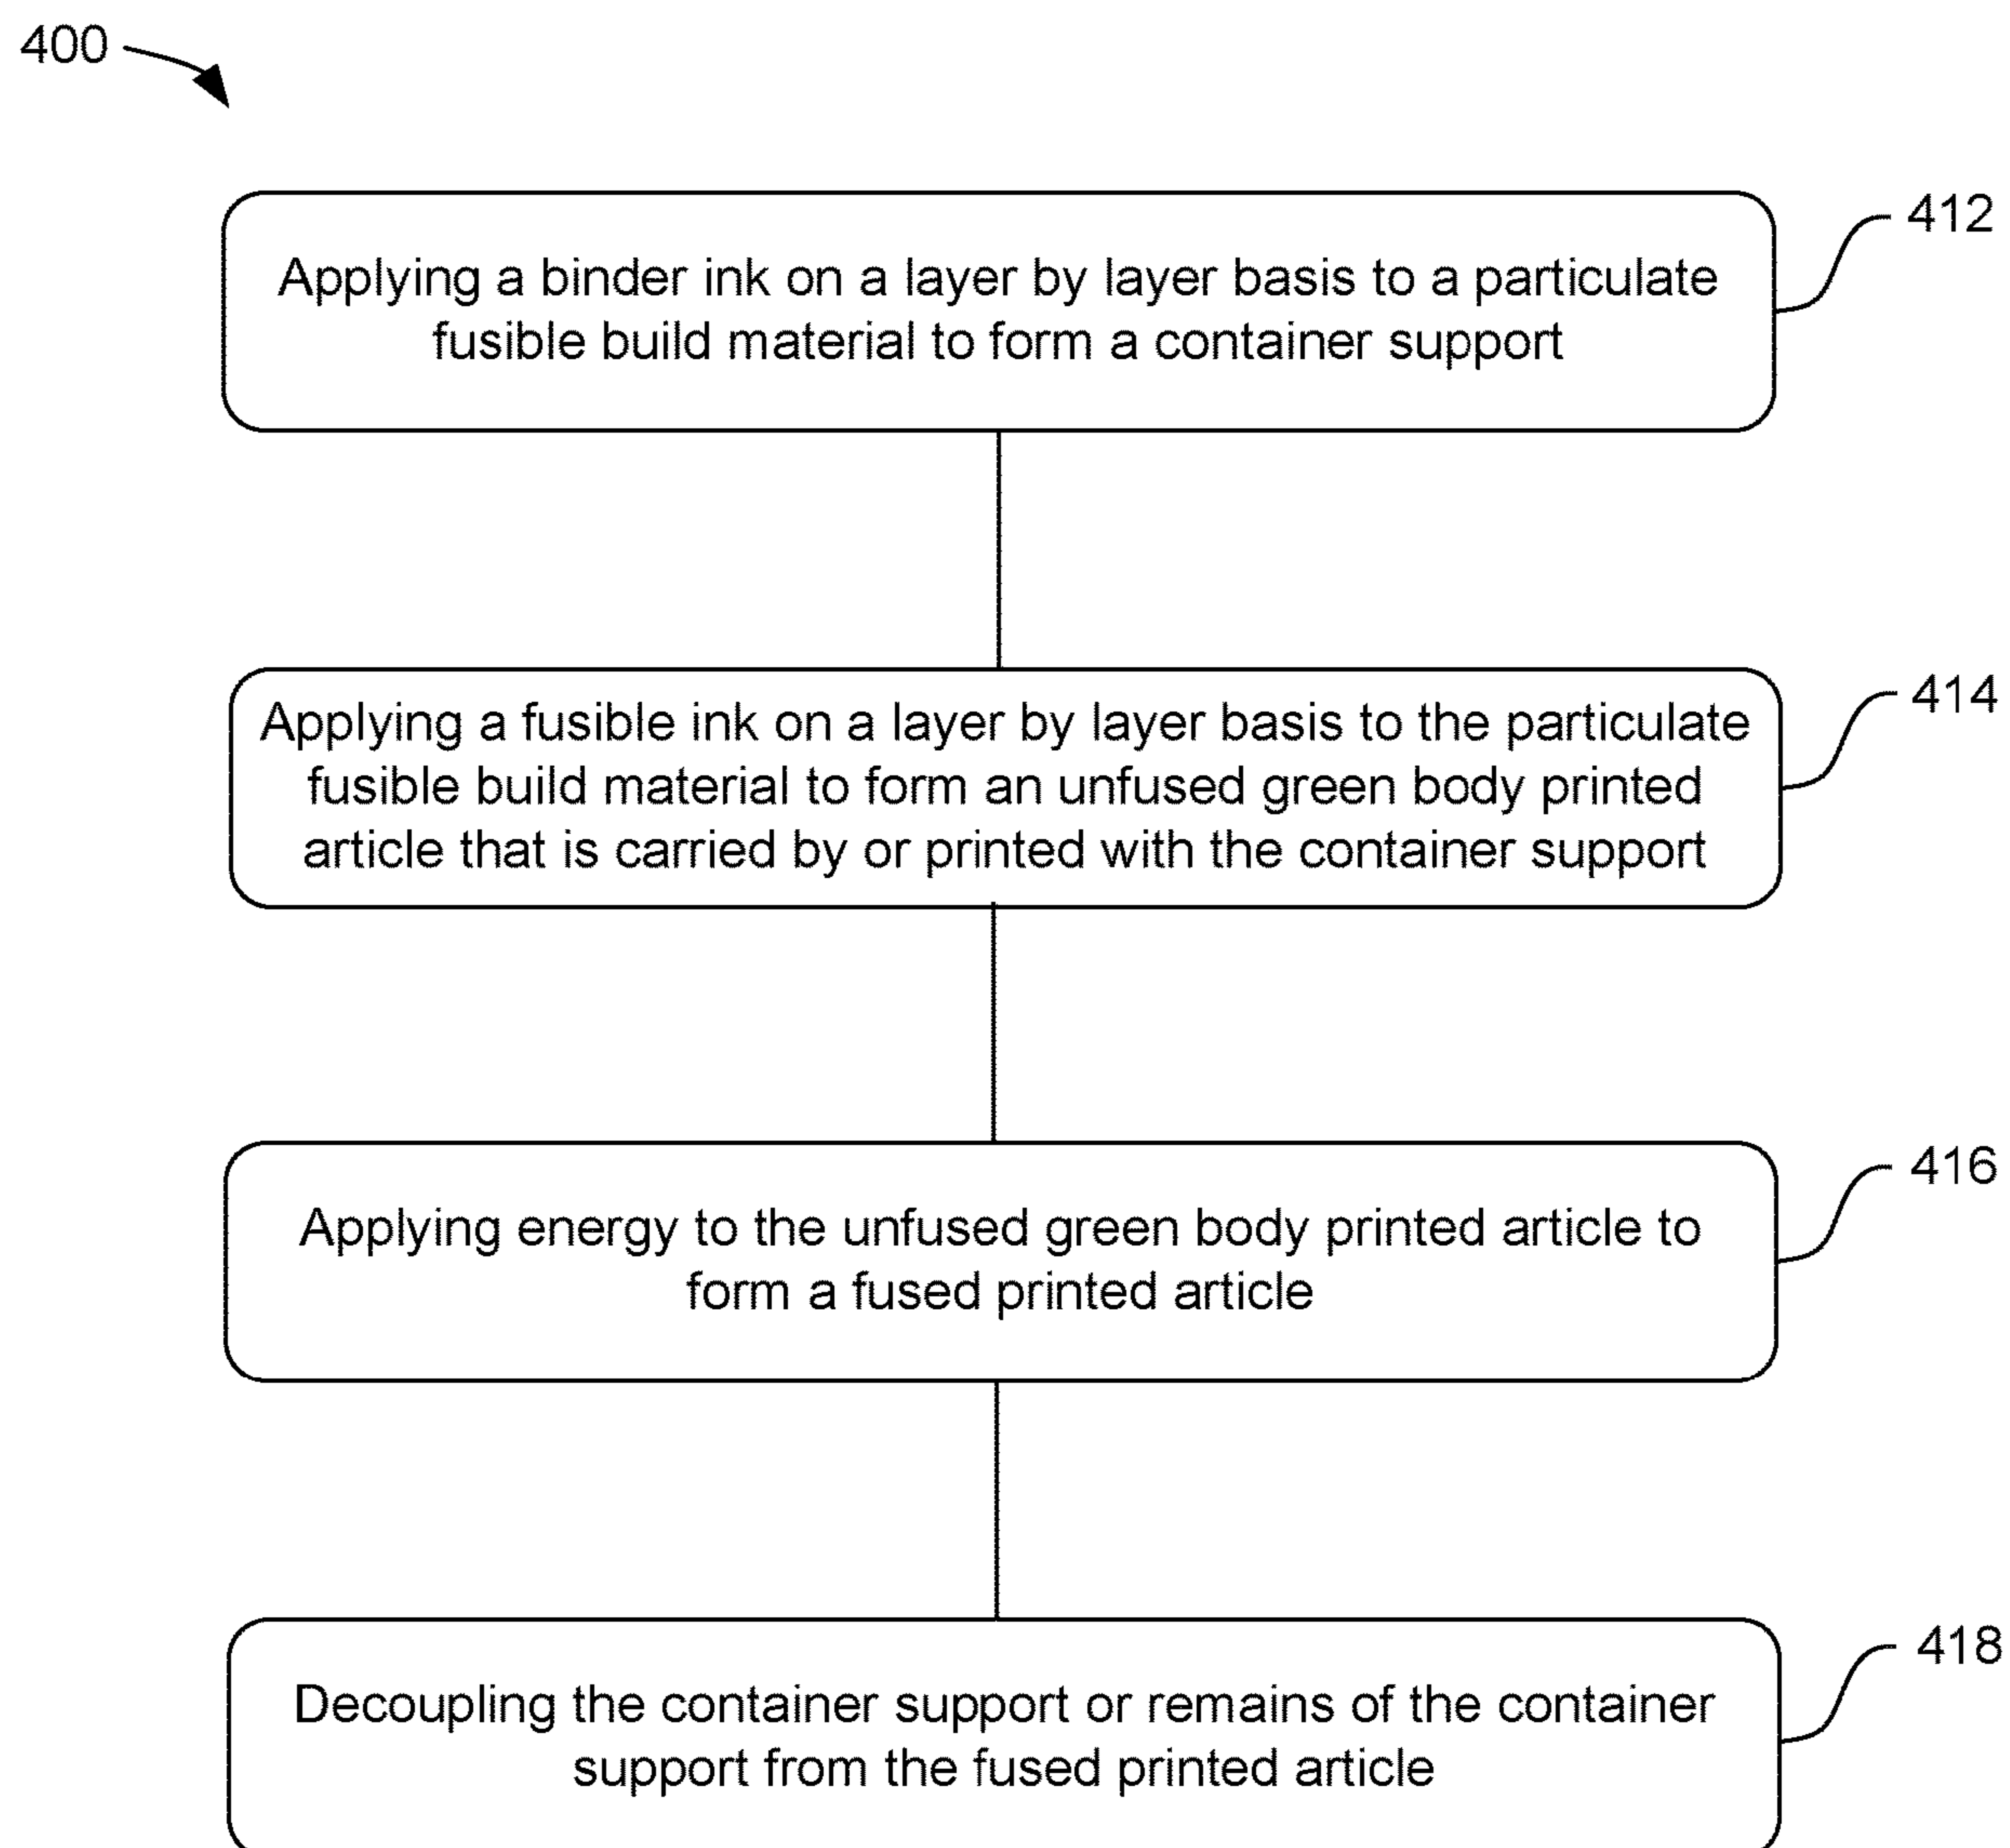 400
412
Applying a binder ink on a layer by layer basis to a particulate
fusible build material to form a container support
414
Applying a fusible ink on a layer by layer basis to the particulate
fusible build material to form an unfused green body printed
article that is carried by or printed with the container support
416
Applying energy to the unfused green body printed article to
form a fused printed article
418
Decoupling the container support or remains of the container
support from the fused printed article